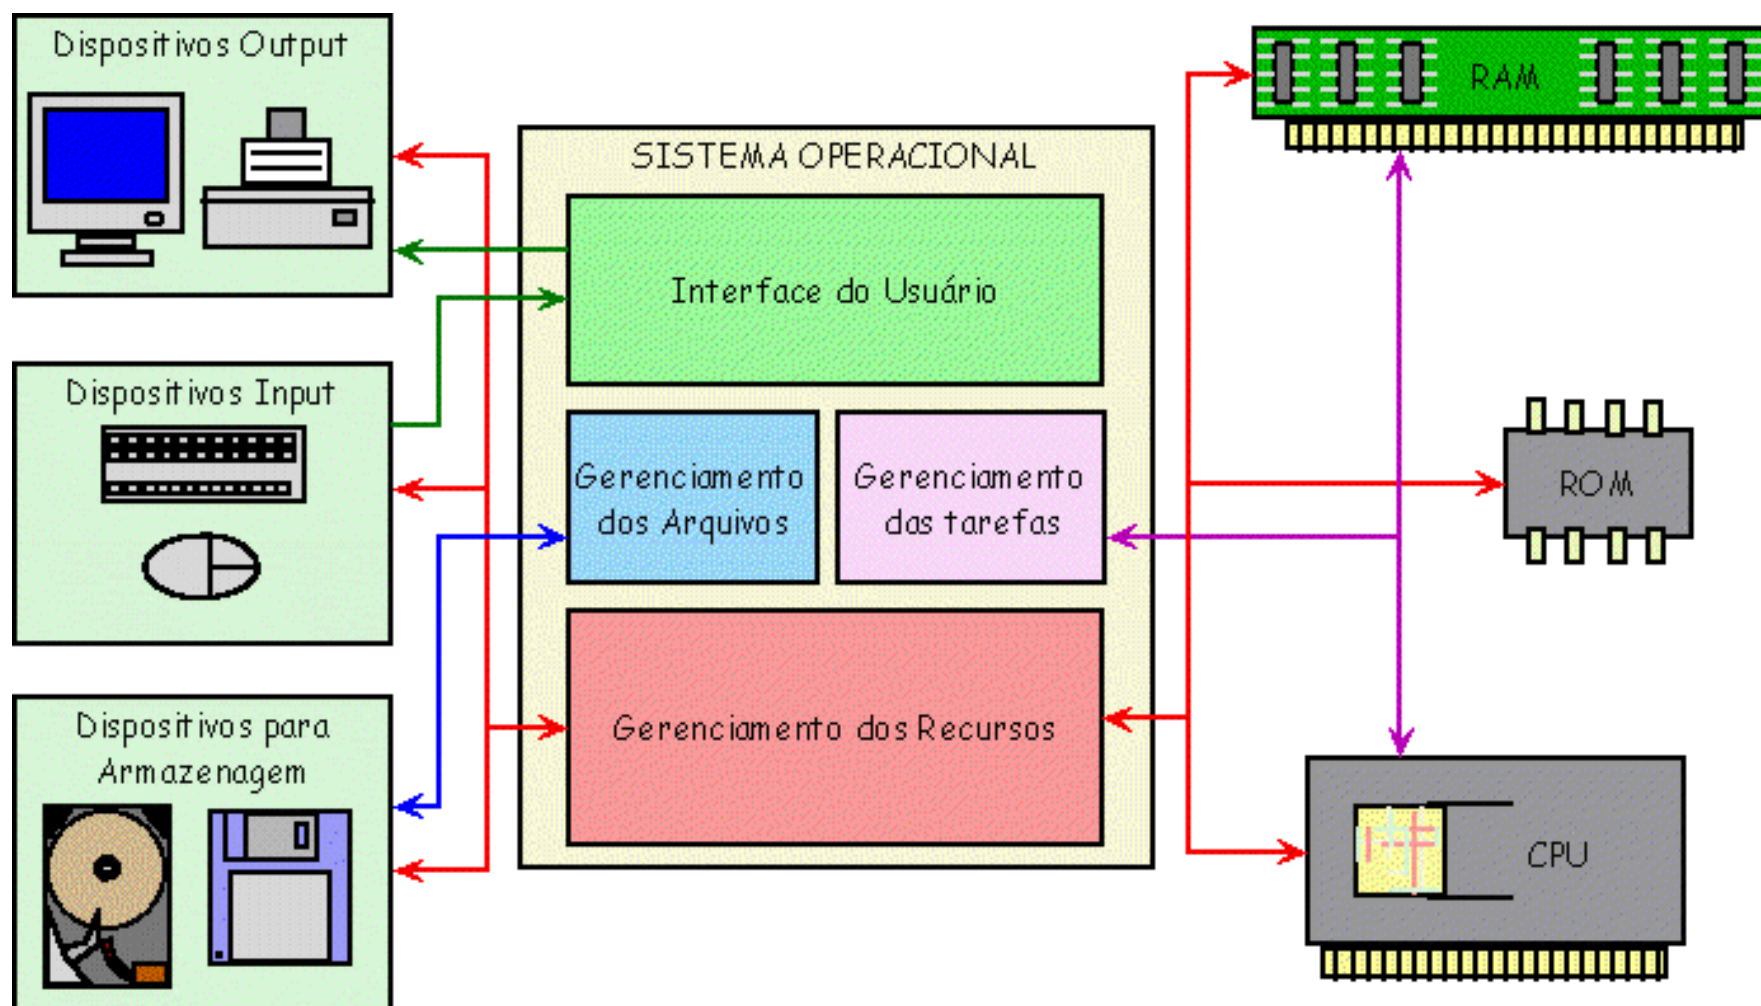 Dispositivos Output
Dispositivos Input
Dispositivos para
Armazenagem
SISTEMA OPERACIONAL
Interface do Usuário
Gerenciamento
dos Arquivos
Gerenciamento
das tarefas
Gerenciamento dos Recursos
RAM
ROM
CPU